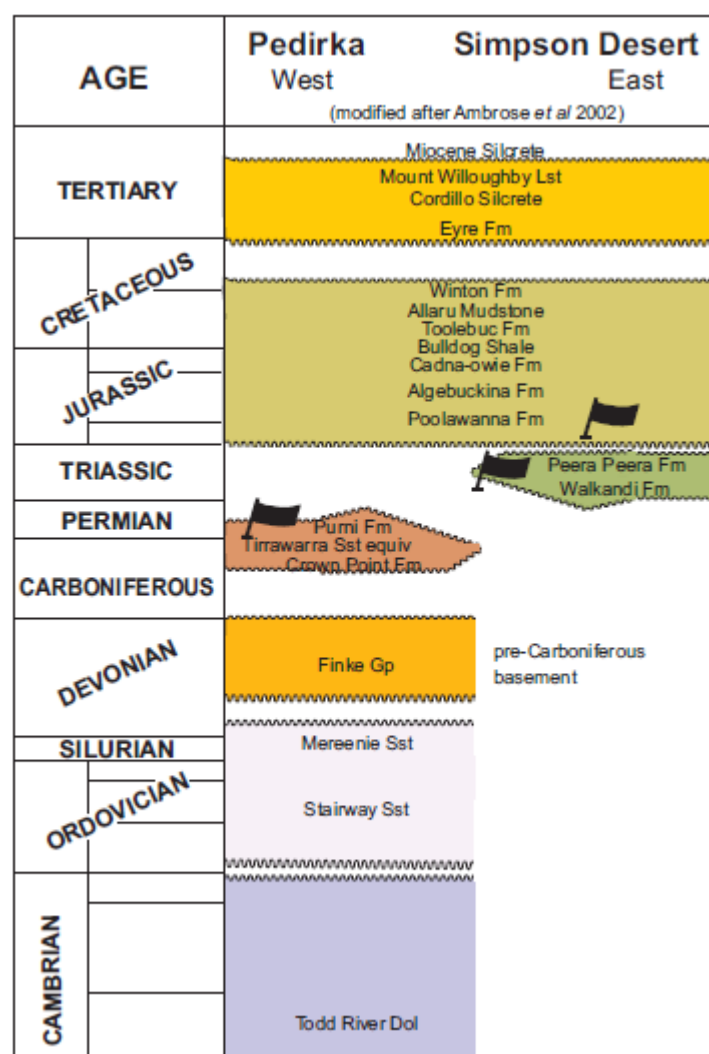 AGE
Pedirka Simpson Desert
West East
(modified after Ambrose et al 2002)
TERTIARY
Miocene Silcrete
Mount Willoughby Lst
Cordillo Silcrete
Eyre Fm
CRETACEOUS
Winton Fm
Allaru Mudstone
Toolebuc Fm
Bulldog Shale
Cadna-owie Fm
JURASSIC
Algebuckina Fm
Poolawanna Fm
TRIASSIC
Peera Peera Fm
Walkandi Fm
PERMIAN
Purni Fm
Tirrawarra Sst equiv
Crown Point Fm
CARBONIFEROUS
DEVONIAN
Finke Gp
pre-Carboniferous
basement
SILURIAN
Mereenie Sst
ORDOVICIAN
Stairway Sst
CAMBRIAN
Todd River Dol